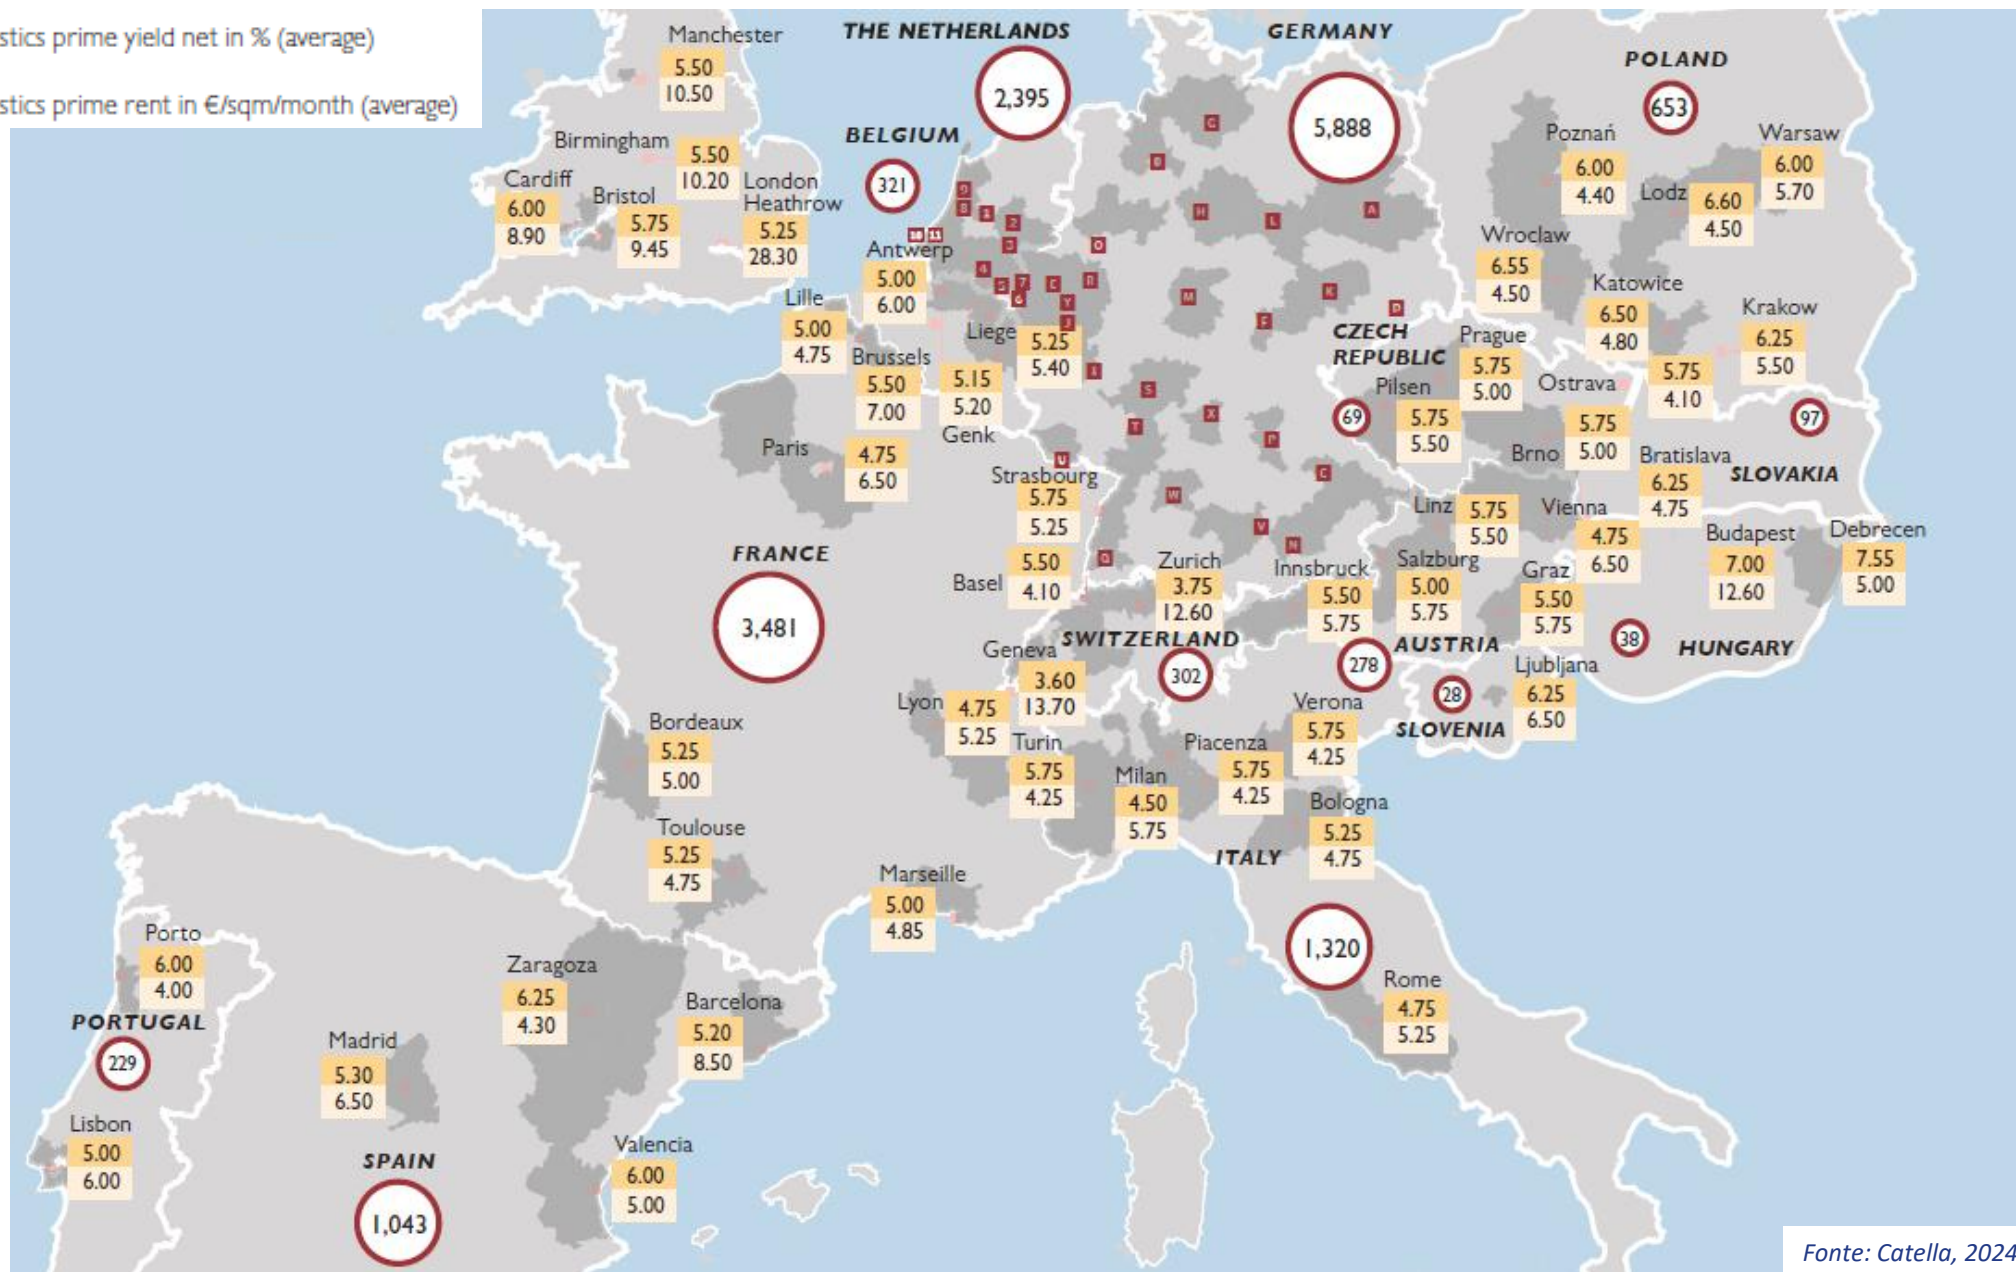 stics prime yield net in % (average)
stics prime rent in €/sqm/month (average)
Manchester
5.50
10.50
Birmingham
5.50
10.20
Cardiff
6.00
8.90
Bristol
5.75
9.45
London
Heathrow
5.25
28.30
THE NETHERLANDS
2,395
BELGIUM
321
Antwerp
5.00
6.00
Lille
5.00
4.75
Brussels
5.50
7.00
Liege
5.25
5.40
5.15
5.20
Genk
9
8
1
2
3
10
11
4
5
7
6
GERMANY
5,888
G
H
L
A
O
M
K
D
F
S
X
T
P
U
C
W
V
N
POLAND
653
Poznań
6.00
4.40
Warsaw
6.00
5.70
Lodz
6.60
4.50
Wrocław
6.55
4.50
Katowice
6.50
4.80
Krakow
6.25
5.50
CZECH
REPUBLIC
69
Prague
5.75
5.00
Pilsen
5.75
5.50
Ostrava
5.75
4.10
Brno
5.75
5.00
97
SLOVAKIA
Bratislava
6.25
4.75
Paris
4.75
6.50
Strasbourg
5.75
5.25
FRANCE
3,481
Basel
5.50
4.10
Zurich
3.75
12.60
SWITZERLAND
302
Geneva
3.60
13.70
Linz
5.75
5.50
Vienna
4.75
6.50
Innsbruck
5.50
5.75
Salzburg
5.00
5.75
Graz
5.50
5.75
AUSTRIA
278
Budapest
7.00
12.60
Debrecen
7.55
5.00
38
HUNGARY
Ljubljana
6.25
6.50
28
SLOVENIA
Lyon
4.75
5.25
Bordeaux
5.25
5.00
Toulouse
5.25
4.75
Marseille
5.00
4.85
Turin
5.75
4.25
Milan
4.50
5.75
Piacenza
5.75
4.25
Verona
5.75
4.25
Bologna
5.25
4.75
ITALY
1,320
Rome
4.75
5.25
Porto
6.00
4.00
PORTUGAL
229
Lisbon
5.00
6.00
Zaragoza
6.25
4.30
Barcelona
5.20
8.50
Madrid
5.30
6.50
SPAIN
1,043
Valencia
6.00
5.00
Fonte: Catella, 2024